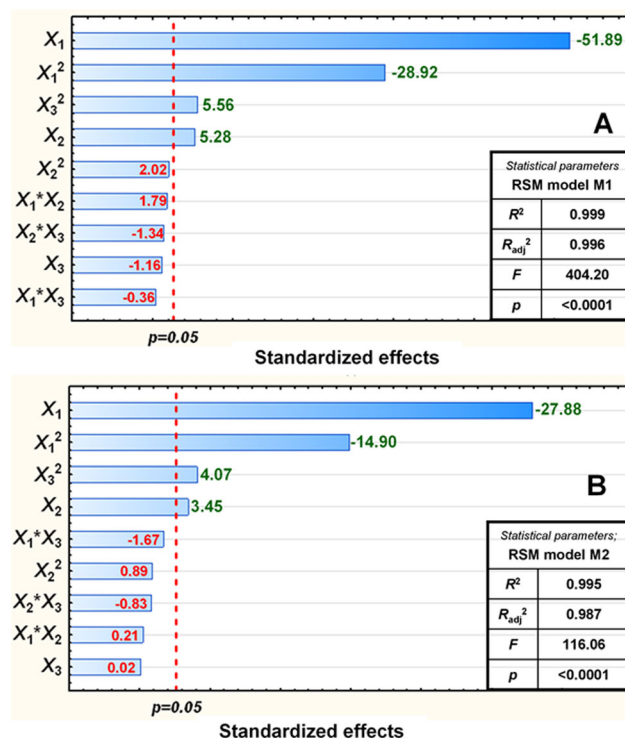 X₁ -51.89
X₁² -28.92
X₃² 5.56
X₂ 5.28
A
X₂² 2.02
X₁*X₂ 1.79
X₂*X₃ -1.34
X₃ -1.16
X₁*X₃ -0.36
Statistical parameters
RSM model M1
R² 0.999
Radj² 0.996
F 404.20
p <0.0001
p=0.05
Standardized effects
X₁ -27.88
X₁² -14.90
X₃² 4.07
X₂ 3.45
B
X₁*X₃ -1.67
X₂² 0.89
X₂*X₃ -0.83
X₁*X₂ 0.21
X₃ 0.02
Statistical parameters;
RSM model M2
R² 0.995
Radj² 0.987
F 116.06
p <0.0001
p=0.05
Standardized effects